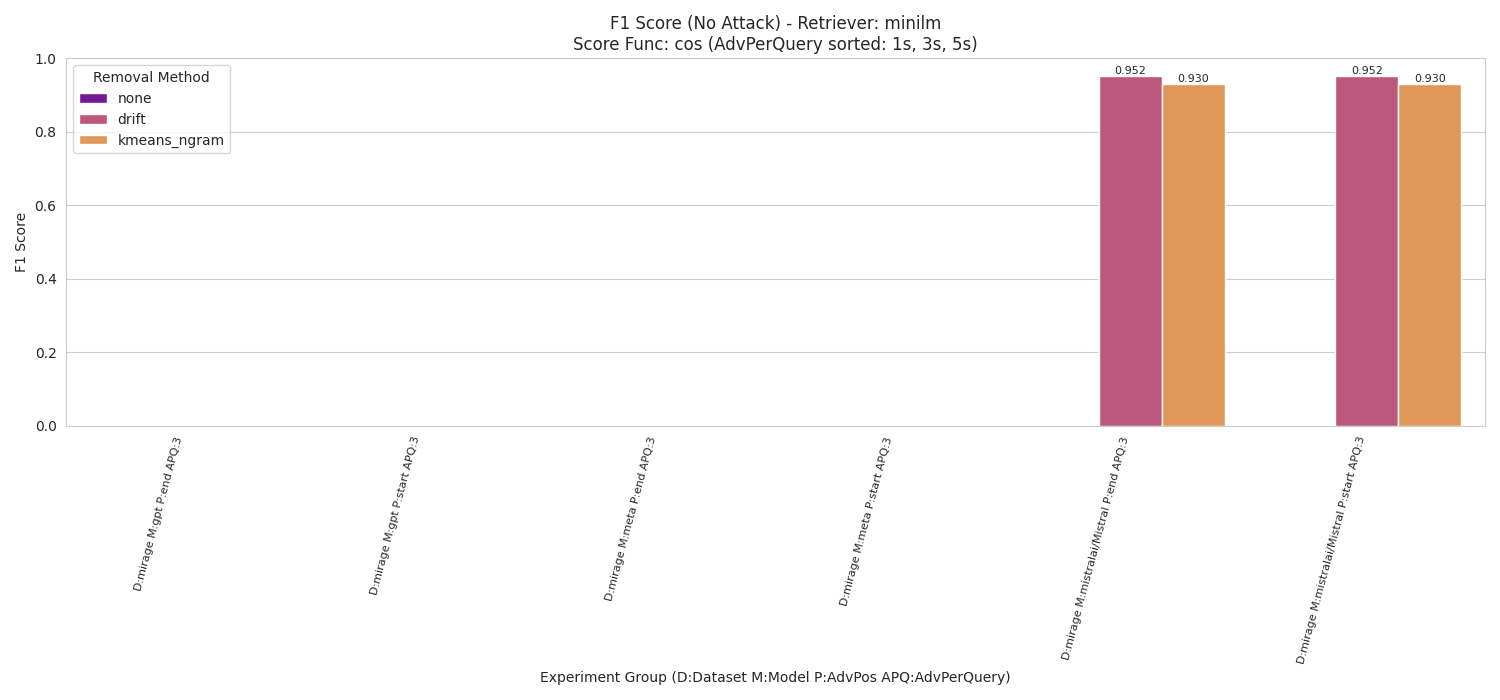 F1 Score (No Attack) - Retriever: minilm
Score Func: cos (AdvPerQuery sorted: 1s, 3s, 5s)
Removal Method
none
drift
kmeans_ngram
F1 Score
1.0
0.8
0.6
0.4
0.2
0.0
0.952
0.930
0.952
0.930
D:mirage M:gpt P:end APQ:3
D:mirage M:gpt P:start APQ:3
D:mirage M:meta P:end APQ:3
D:mirage M:meta P:start APQ:3
D:mirage M:mistralai/Mistral P:end APQ:3
D:mirage M:mistralai/Mistral P:start APQ:3
Experiment Group (D:Dataset M:Model P:AdvPos APQ:AdvPerQuery)